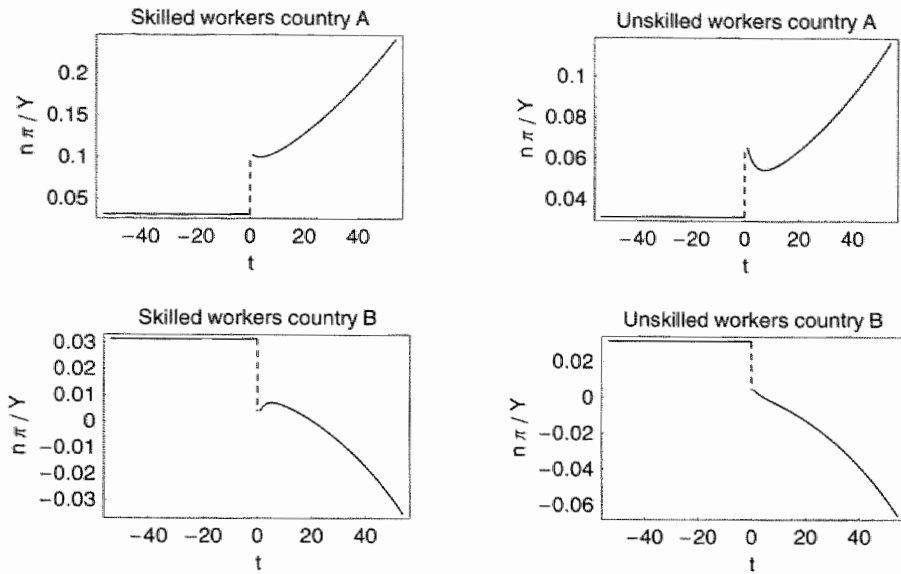 Skilled workers country A
n π / Y
0.2
0.15
0.1
0.05
−40 −20 0 20 40
t
Unskilled workers country A
n π / Y
0.1
0.08
0.06
0.04
−40 −20 0 20 40
t
Skilled workers country B
n π / Y
0.03
0.02
0.01
0
−0.01
−0.02
−0.03
−40 −20 0 20 40
t
Unskilled workers country B
n π / Y
0.02
0
−0.02
−0.04
−0.06
−40 −20 0 20 40
t